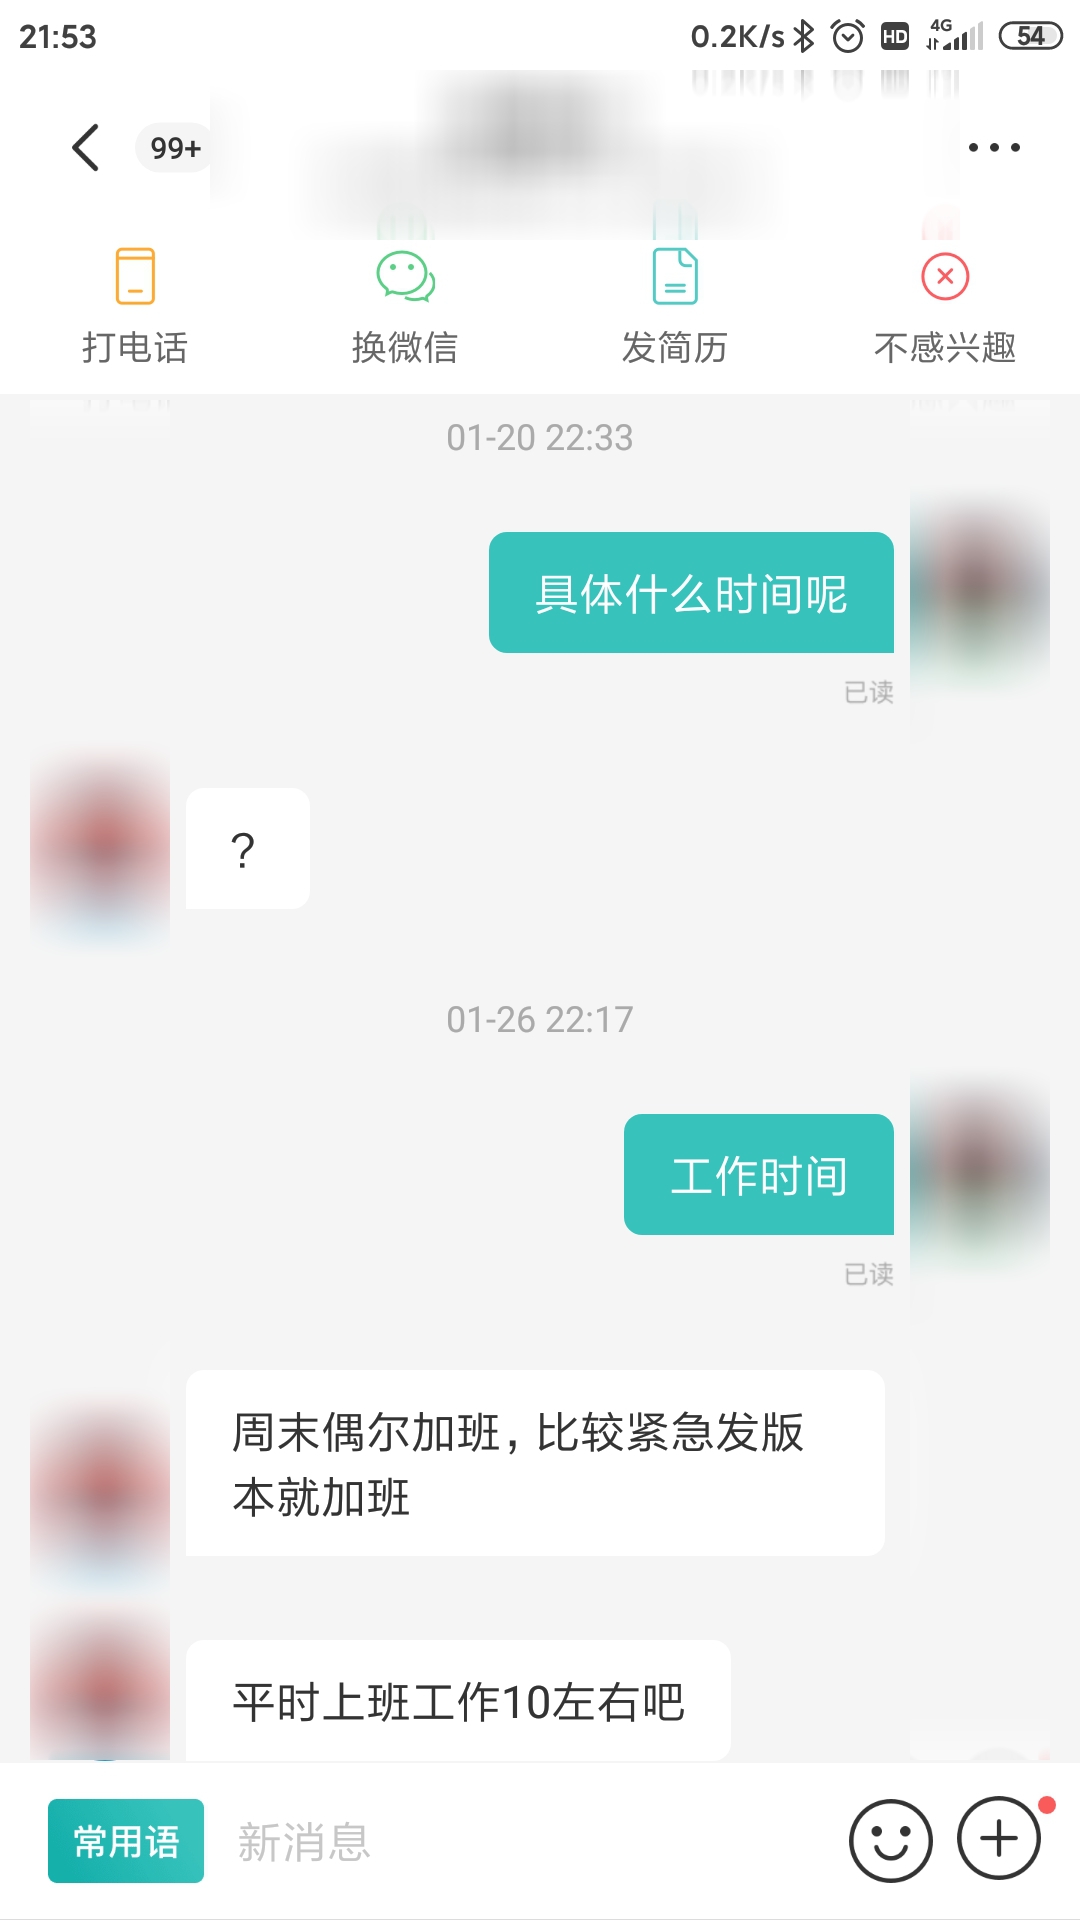 21:53
0.2K/s HD 4G 54
99+
打电话
换微信
发简历
不感兴趣
01-20 22:33
具体什么时间呢
已读
?
01-26 22:17
工作时间
已读
周末偶尔加班，比较紧急发版
本就加班
平时上班工作10左右吧
常用语
新消息